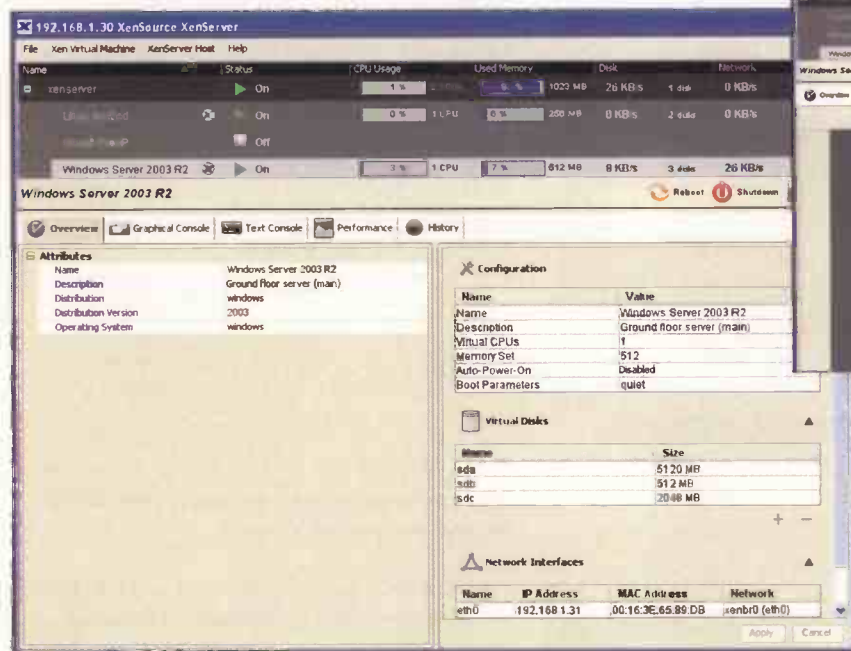 192.168.1.30 XenSource XenServer
File Xen Virtual Machine XenServer Host Help
Name Status CPU Usage Used Memory Disk Network
xenserver On 1 % 1023 MB 26 KB/s 1 disk 0 KB/s
On 0 % 1 CPU 6 % 256 MB 0 KB/s 2 disks 0 KB/s
Off
Windows Server 2003 R2 On 3 % 1 CPU 7 % 512 MB 8 KB/s 3 disks 26 KB/s
Windows Server 2003 R2 Reboot Shutdown
Overview Graphical Console Text Console Performance History
Attributes
Name Windows Server 2003 R2
Description Ground floor server (main)
Distribution windows
Distribution Version 2003
Operating System windows
Configuration
Name Value
Name Windows Server 2003 R2
Description Ground floor server (main)
Virtual CPUs 1
Memory Set 512
Auto-Power-On Disabled
Boot Parameters quiet
Virtual Disks
Name Size
sda 5120 MB
sdb 512 MB
sdc 2048 MB
Network Interfaces
Name IP Address MAC Address Network
eth0 192.168.1.31 00:16:3E:65:89:DB xenbr0 (eth0)
Apply Cancel
Windows Se
Overview